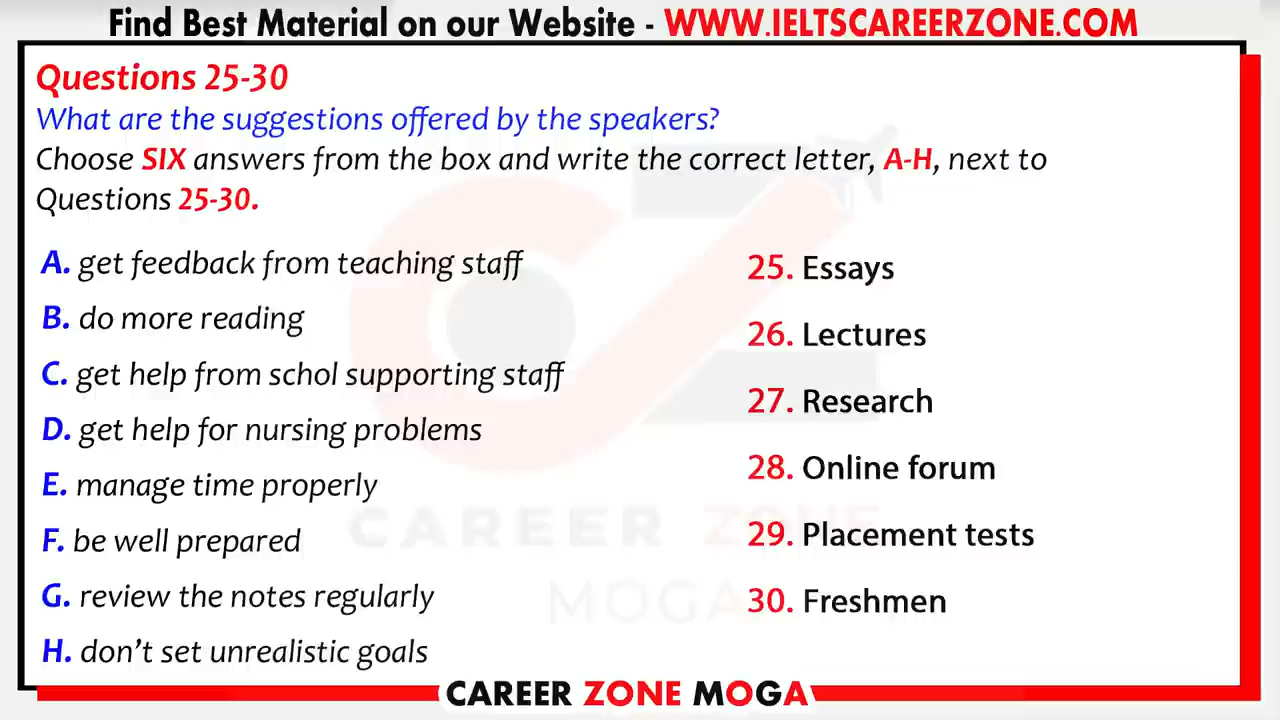 Find Best Material on our Website - WWW.IELTSCAREERZONE.COM
Questions 25-30
What are the suggestions offered by the speakers?
Choose SIX answers from the box and write the correct letter, A-H, next to
Questions 25-30.
A. get feedback from teaching staff
B. do more reading
C. get help from schol supporting staff
D. get help for nursing problems
E. manage time properly
F. be well prepared
G. review the notes regularly
H. don't set unrealistic goals
25. Essays
26. Lectures
27. Research
28. Online forum
29. Placement tests
30. Freshmen
CAREER ZONE
MOGA
CAREER ZONE MOGA